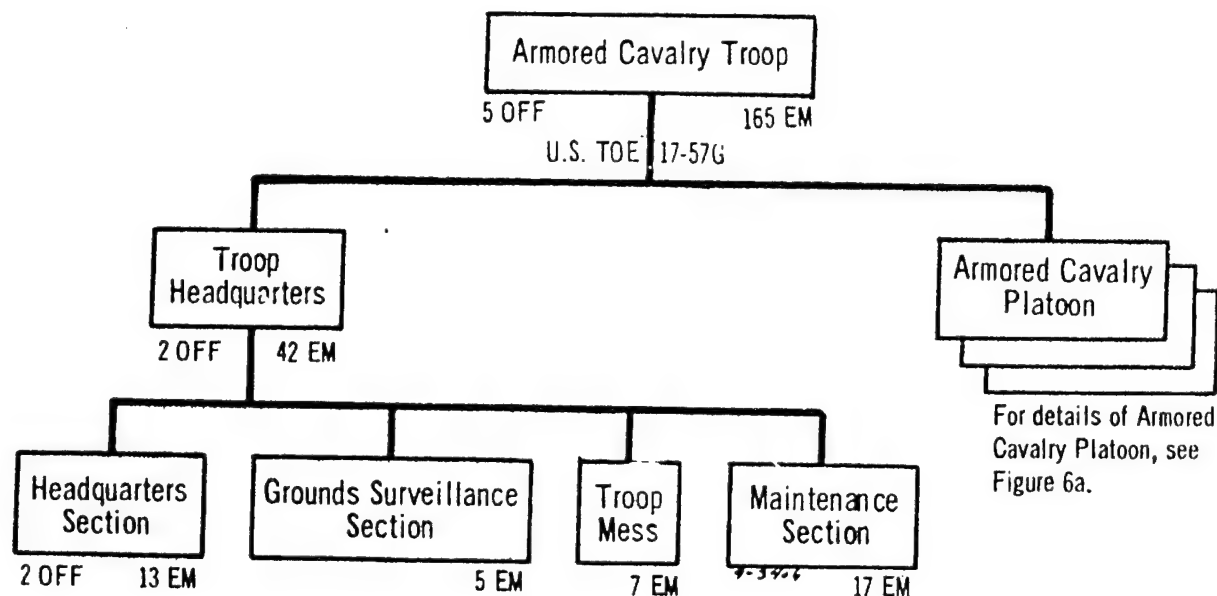 Armored Cavalry Troop
5 OFF 165 EM
U.S. TOE 17-57G
Troop
Headquarters
2 OFF 42 EM
Armored Cavalry
Platoon
For details of Armored
Cavalry Platoon, see
Figure 6a.
Headquarters
Section
2 OFF 13 EM
Grounds Surveillance
Section
5 EM
Troop
Mess
7 EM
Maintenance
Section
17 EM